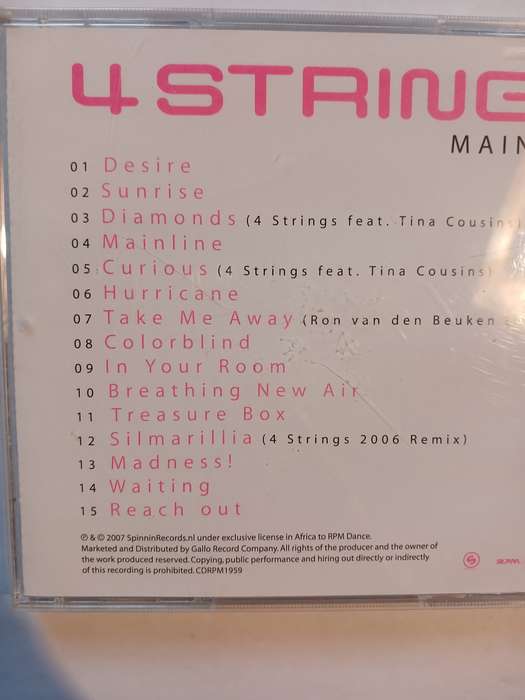 4 STRING
MAIN
01 Desire
02 Sunrise
03 Diamonds (4 Strings feat. Tina Cousins)
04 Mainline
05 Curious (4 Strings feat. Tina Cousins)
06 Hurricane
07 Take Me Away (Ron van den Beuken
08 Colorblind
09 In Your Room
10 Breathing New Air
11 Treasure Box
12 Silmarillia (4 Strings 2006 Remix)
13 Madness!
14 Waiting
15 Reach out
℗ & © 2007 SpinninRecords.nl under exclusive license in Africa to RPM Dance.
Marketed and Distributed by Gallo Record Company. All rights of the producer and the owner of
the work produced reserved. Copying, public performance and hiring out directly or indirectly
of this recording is prohibited. CDRPM1959